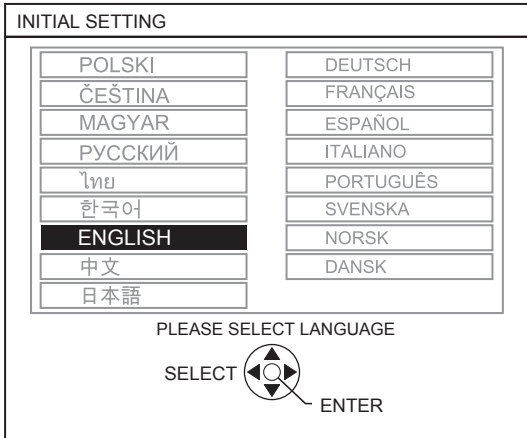 INITIAL SETTING
POLSKI
ČEŠTINA
MAGYAR
РУССКИЙ
ไทย
한국어
ENGLISH
中文
日本語
DEUTSCH
FRANÇAIS
ESPAÑOL
ITALIANO
PORTUGUÊS
SVENSKA
NORSK
DANSK
PLEASE SELECT LANGUAGE
SELECT
ENTER